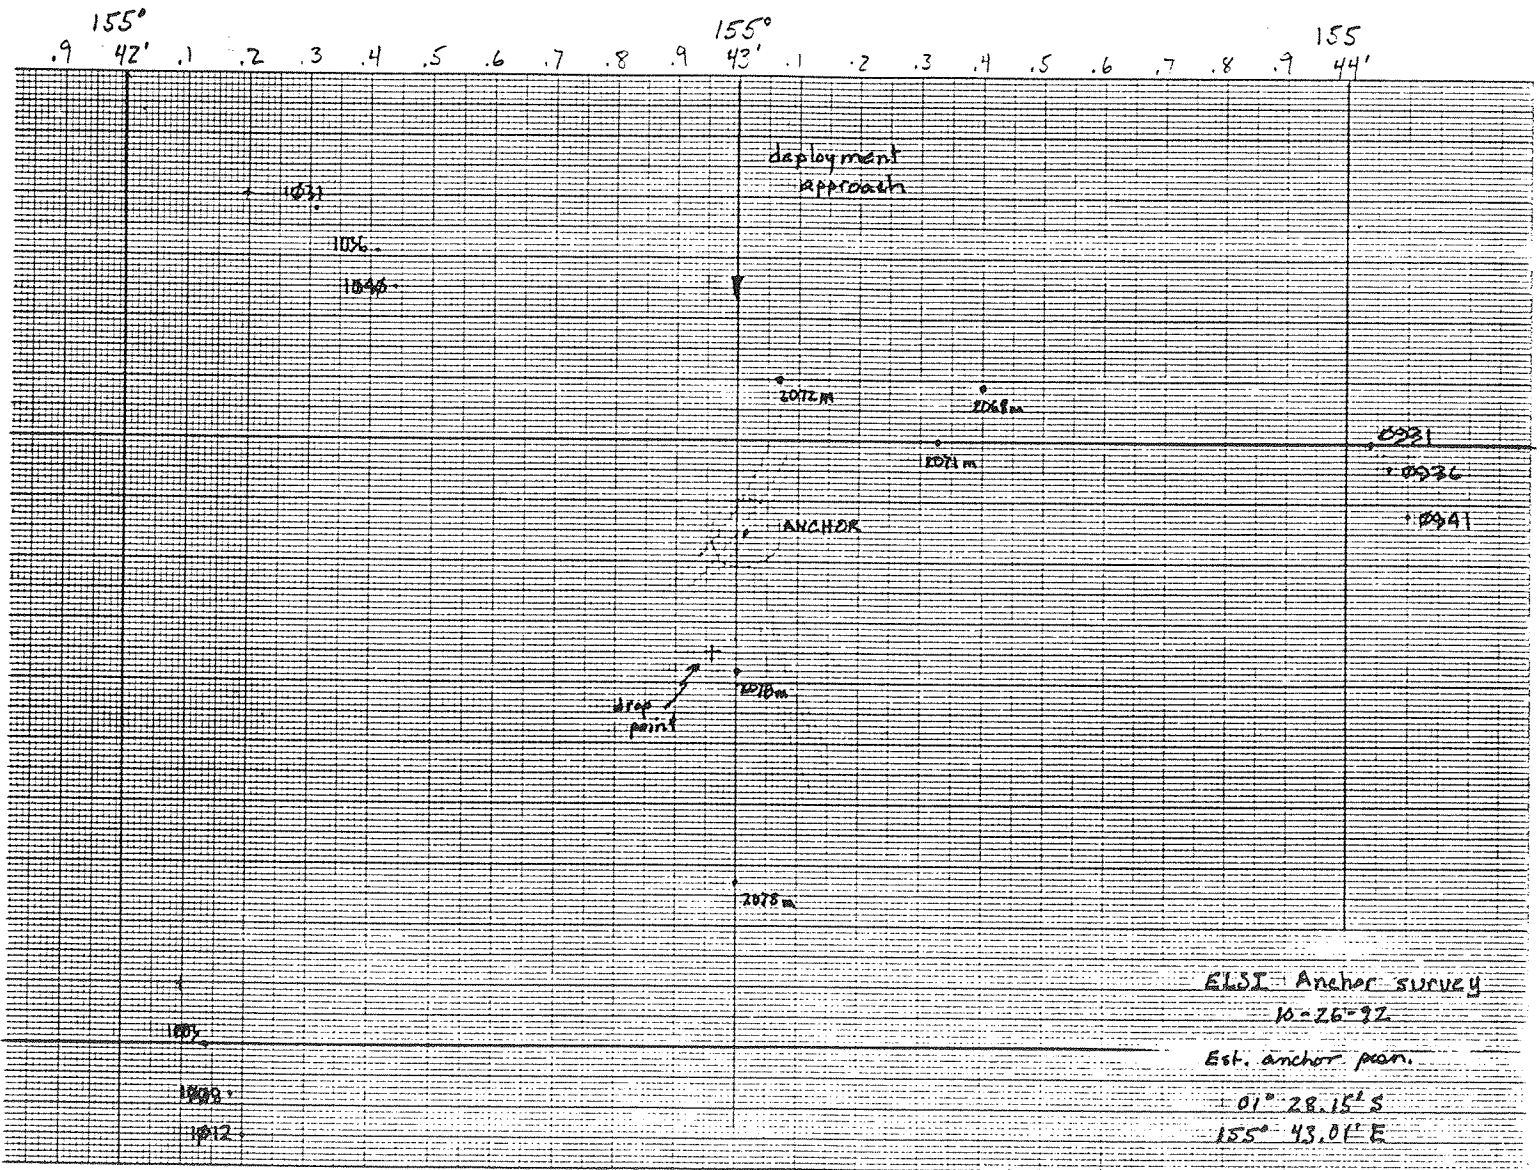 155° 155° 155
.9 42' .1 .2 .3 .4 .5 .6 .7 .8 .9 43' .1 .2 .3 .4 .5 .6 .7 .8 .9 44'
deployment
approach
1031
1036
1040
2072m
2068m
0931
2071m
0936
0941
ANCHOR
2070m
drop
point
2078m
ELSI Anchor survey
10-26-92
1003
Est. anchor posn.
1008
01° 28.15' S
1012
155° 43.01' E